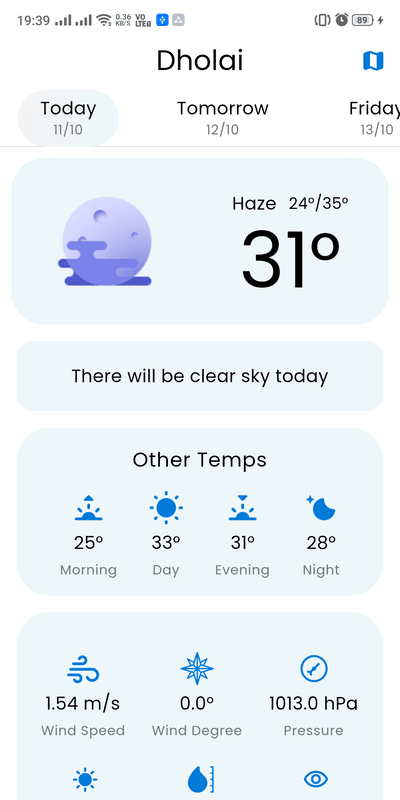 19:39 0.36 KB/S VO LTE 89
Dholai
Today Tomorrow Friday
11/10 12/10 13/10
Haze 24°/35°
31°
There will be clear sky today
Other Temps
25° 33° 31° 28°
Morning Day Evening Night
1.54 m/s 0.0° 1013.0 hPa
Wind Speed Wind Degree Pressure